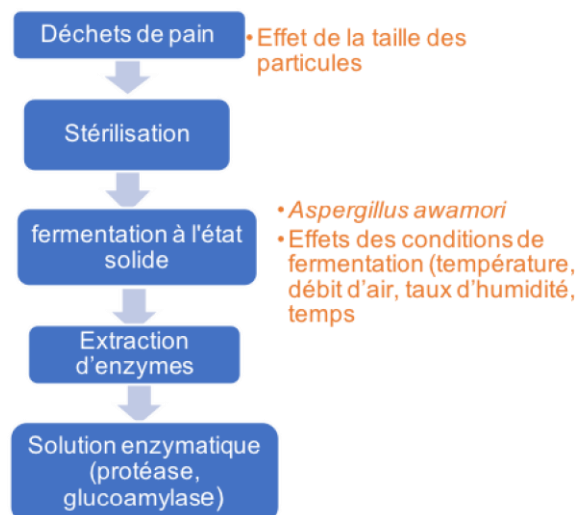 Déchets de pain
• Effet de la taille des
particules
Stérilisation
fermentation à l'état
solide
• Aspergillus awamori
• Effets des conditions de
fermentation (température,
débit d’air, taux d’humidité,
temps
Extraction
d’enzymes
Solution enzymatique
(protéase,
glucoamylase)